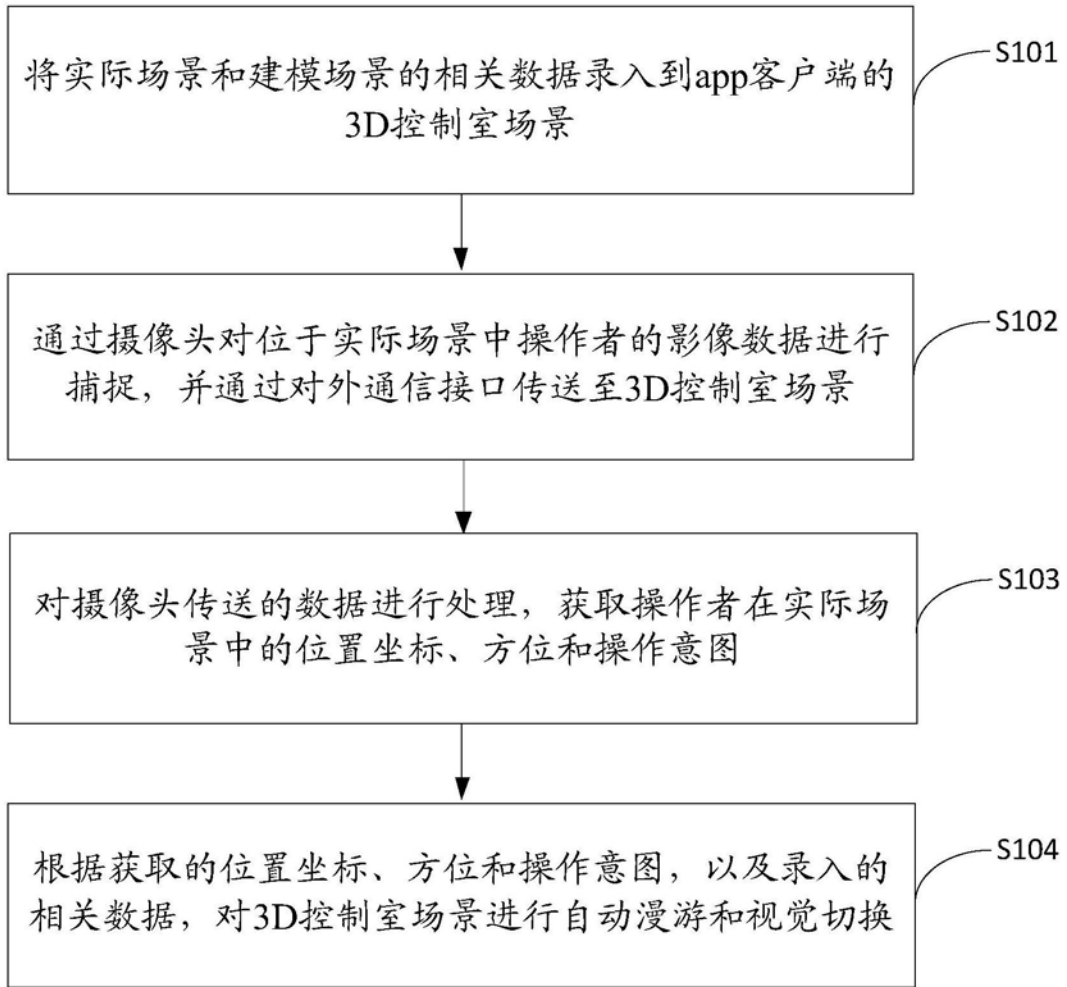 将实际场景和建模场景的相关数据录入到app客户端的
3D控制室场景
S101
通过摄像头对位于实际场景中操作者的影像数据进行
捕捉，并通过对外通信接口传送至3D控制室场景
S102
对摄像头传送的数据进行处理，获取操作者在实际场
景中的位置坐标、方位和操作意图
S103
根据获取的位置坐标、方位和操作意图，以及录入的
相关数据，对3D控制室场景进行自动漫游和视觉切换
S104